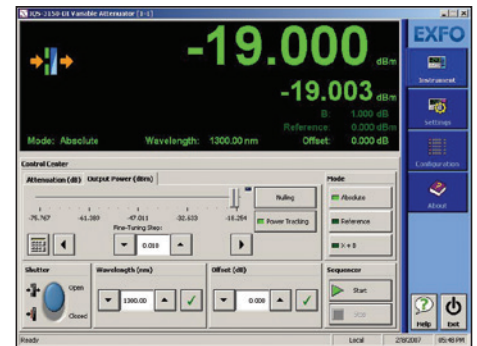 IQS-3150-BI Variable Attenuator [1-1]
EXFO
-19.000 dBm
-19.003 dBm
B: 1.000 dB
Reference: 0.000 dBm
Mode: Absolute Wavelength: 1300.00 nm Offset: 0.000 dB
Instrument
Settings
Configuration
About
Control Center
Attenuation (dB) Output Power (dBm)
Mode
Nulling
Absolute
-75.767 -61.389 -47.011 -32.633 -18.254
Power Tracking
Reference
Fine-Tuning Step:
0.010
X + B
Shutter
Wavelength (nm)
Offset (dB)
Sequencer
Open
Closed
1300.00
0.000
Start
Stop
Help
Exit
Ready
Local
2/8/2007
05:48 PM